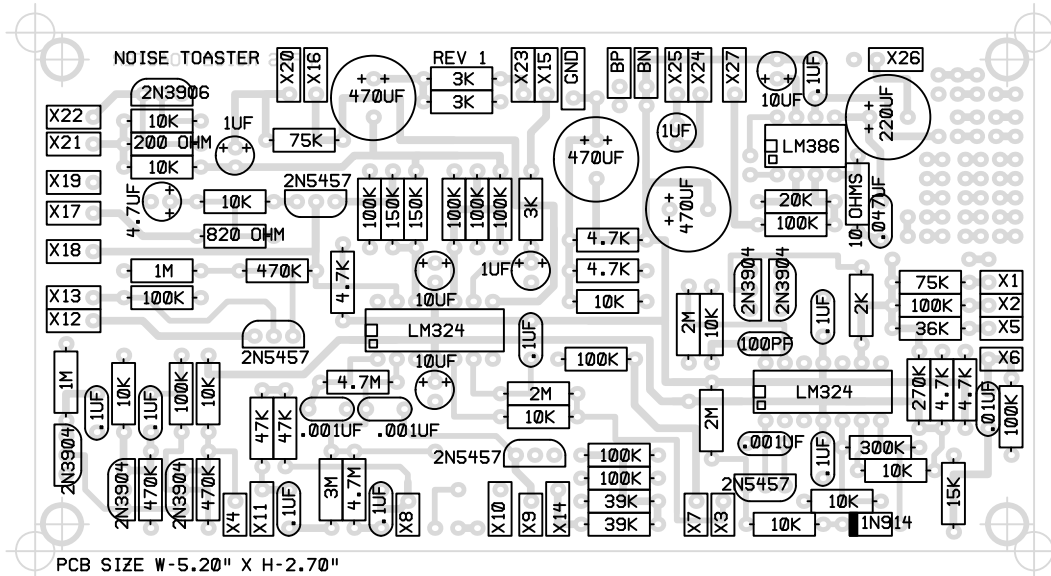 NOISE TOASTER
X20
X16
470UF
REV 1
3K
3K
X23
X15
GND
BP
BN
X25
X24
X27
10UF
.1UF
X26
2N3906
X22
10K
X21
200 OHM
10K
1UF
75K
470UF
1UF
LM386
220UF
X19
X17
4.7UF
10K
2N5457
820 OHM
100K
150K
150K
100K
100K
100K
3K
470UF
20K
100K
10 OHMS
.047UF
X18
1M
470K
4.7K
10UF
1UF
4.7K
4.7K
10K
2N3904
2N3904
X13
100K
X12
2N5457
LM324
.1UF
2M
10K
100PF
.1UF
2K
75K
X1
100K
X2
36K
X5
X6
1M
.1UF
10K
.1UF
100K
10K
4.7M
10UF
100K
2M
10K
2M
LM324
270K
4.7K
4.7K
.01UF
100K
47K
47K
.001UF
.001UF
2N3904
2N3904
470K
2N3904
470K
X4
X11
.1UF
3M
4.7M
.1UF
X8
2N5457
X10
X9
X14
100K
100K
39K
39K
X7
X3
.001UF
2N5457
.1UF
300K
10K
10K
10K
1N914
15K
PCB SIZE W-5.20" X H-2.70"